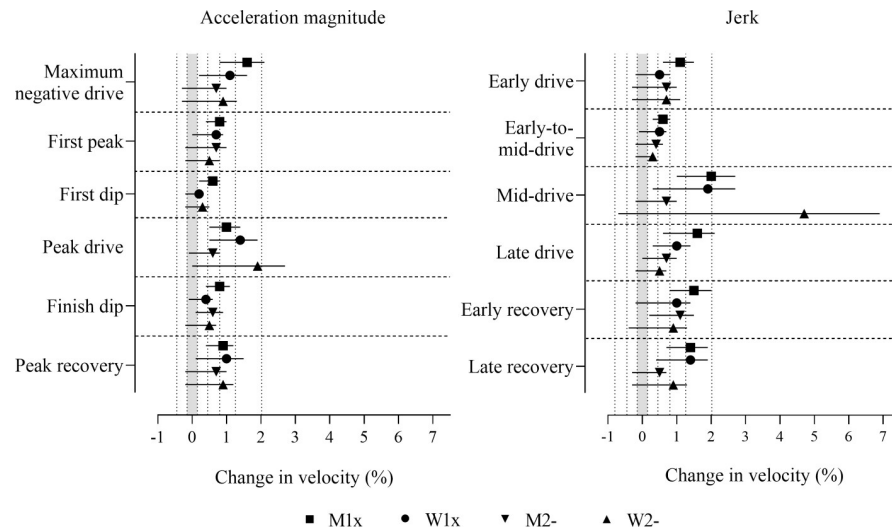 Acceleration magnitude
Maximum
negative drive
First peak
First dip
Peak drive
Finish dip
Peak recovery
-1 0 1 2 3 4 5 6 7
Change in velocity (%)
Jerk
Early drive
Early-to
mid-drive
Mid-drive
Late drive
Early recovery
Late recovery
-1 0 1 2 3 4 5 6 7
Change in velocity (%)
M1x W1x M2- W2-